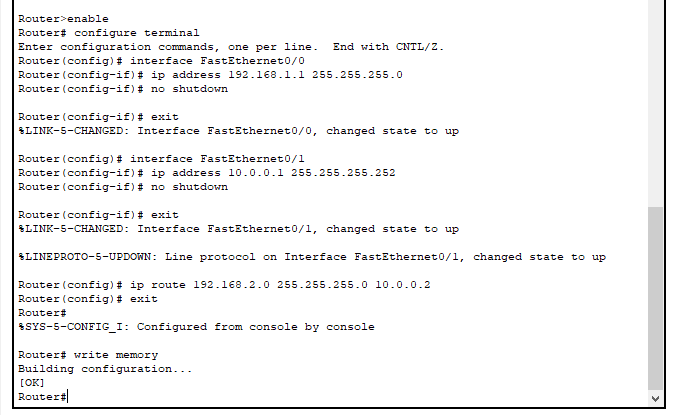 Router>enable
Router# configure terminal
Enter configuration commands, one per line.  End with CNTL/Z.
Router(config)# interface FastEthernet0/0
Router(config-if)# ip address 192.168.1.1 255.255.255.0
Router(config-if)# no shutdown
Router(config-if)# exit
%LINK-5-CHANGED: Interface FastEthernet0/0, changed state to up
Router(config)# interface FastEthernet0/1
Router(config-if)# ip address 10.0.0.1 255.255.255.252
Router(config-if)# no shutdown
Router(config-if)# exit
%LINK-5-CHANGED: Interface FastEthernet0/1, changed state to up
%LINEPROTO-5-UPDOWN: Line protocol on Interface FastEthernet0/1, changed state to up
Router(config)# ip route 192.168.2.0 255.255.255.0 10.0.0.2
Router(config)# exit
Router#
%SYS-5-CONFIG_I: Configured from console by console
Router# write memory
Building configuration...
[OK]
Router#